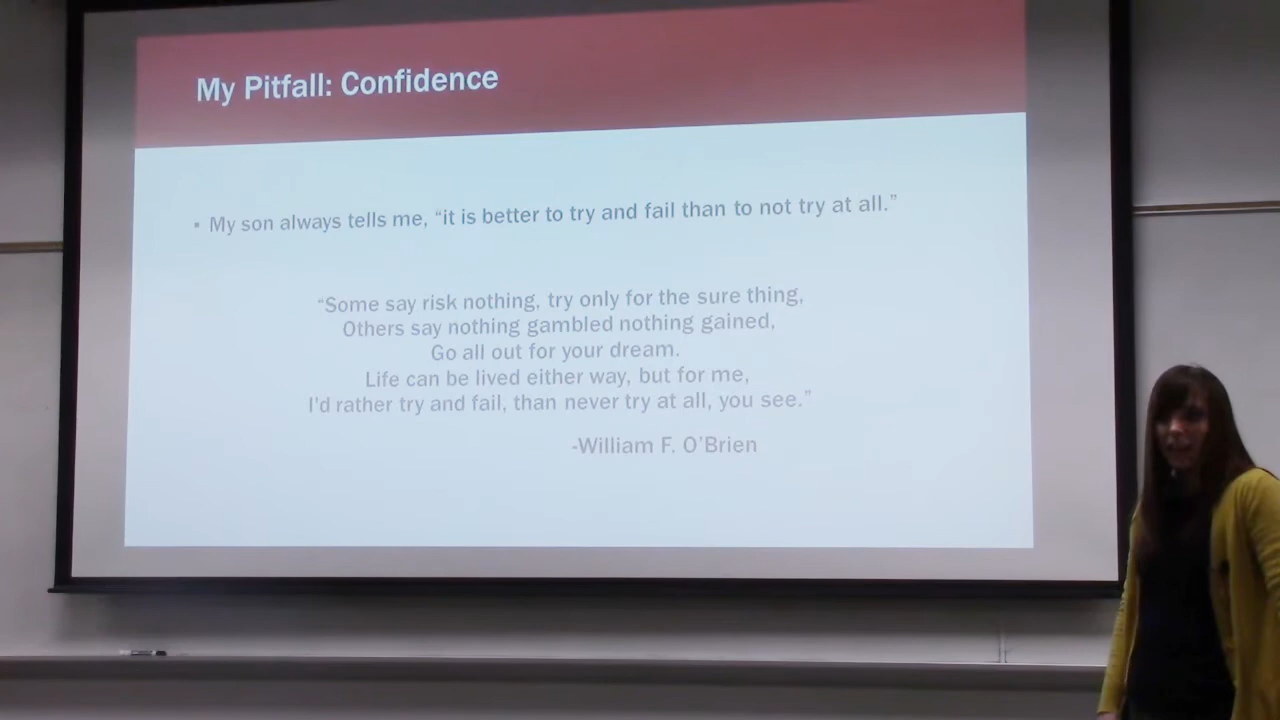 My Pitfall: Confidence
• My son always tells me, “it is better to try and fail than to not try at all.”
“Some say risk nothing, try only for the sure thing,
Others say nothing gambled nothing gained,
Go all out for your dream.
Life can be lived either way, but for me,
I'd rather try and fail, than never try at all, you see.”
-William F. O'Brien